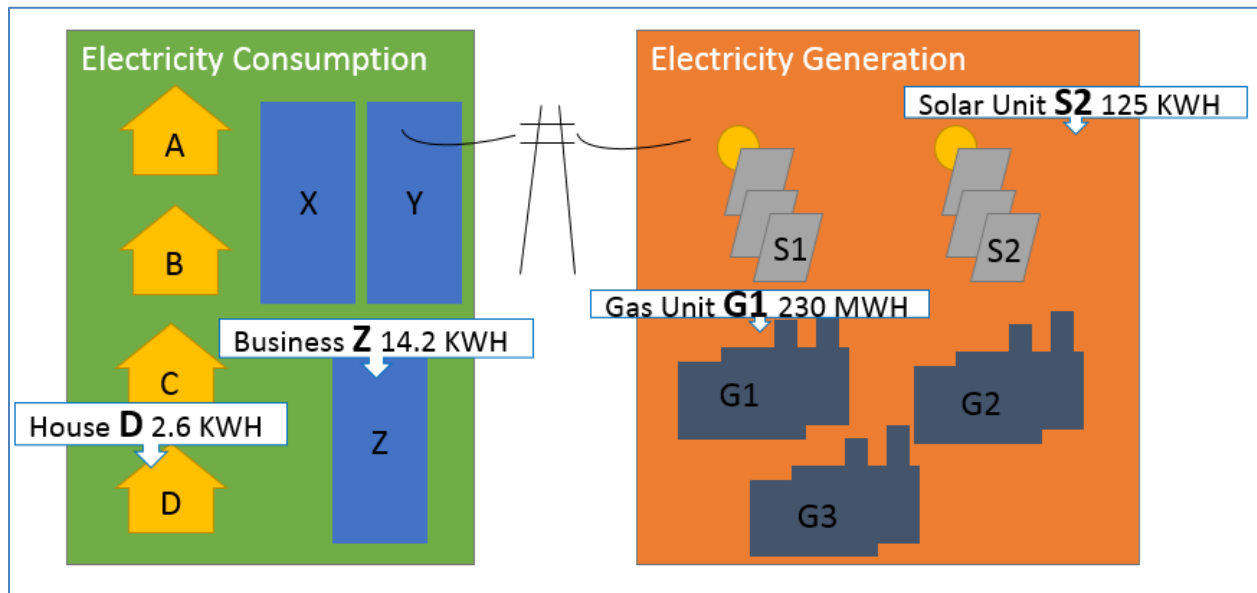 Electricity Consumption
A
B
C
D
X
Y
Z
Business Z 14.2 KWH
House D 2.6 KWH
Electricity Generation
Solar Unit S2 125 KWH
S1
S2
Gas Unit G1 230 MWH
G1
G2
G3